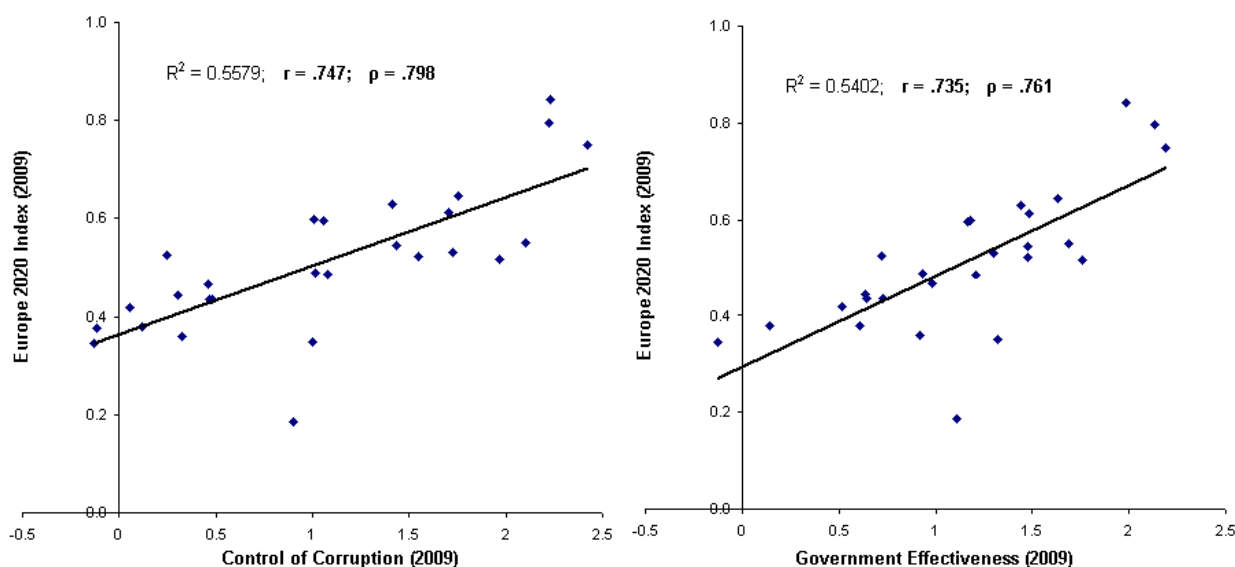 1.0
R² = 0.5579; r = .747; ρ = .798
0.8
0.6
0.4
0.2
0.0
-0.5 0 0.5 1 1.5 2 2.5
Europe 2020 Index (2009)
Control of Corruption (2009)
1.0
R² = 0.5402; r = .735; ρ = .761
0.8
0.6
0.4
0.2
0.0
-0.5 0 0.5 1 1.5 2 2.5
Europe 2020 Index (2009)
Government Effectiveness (2009)